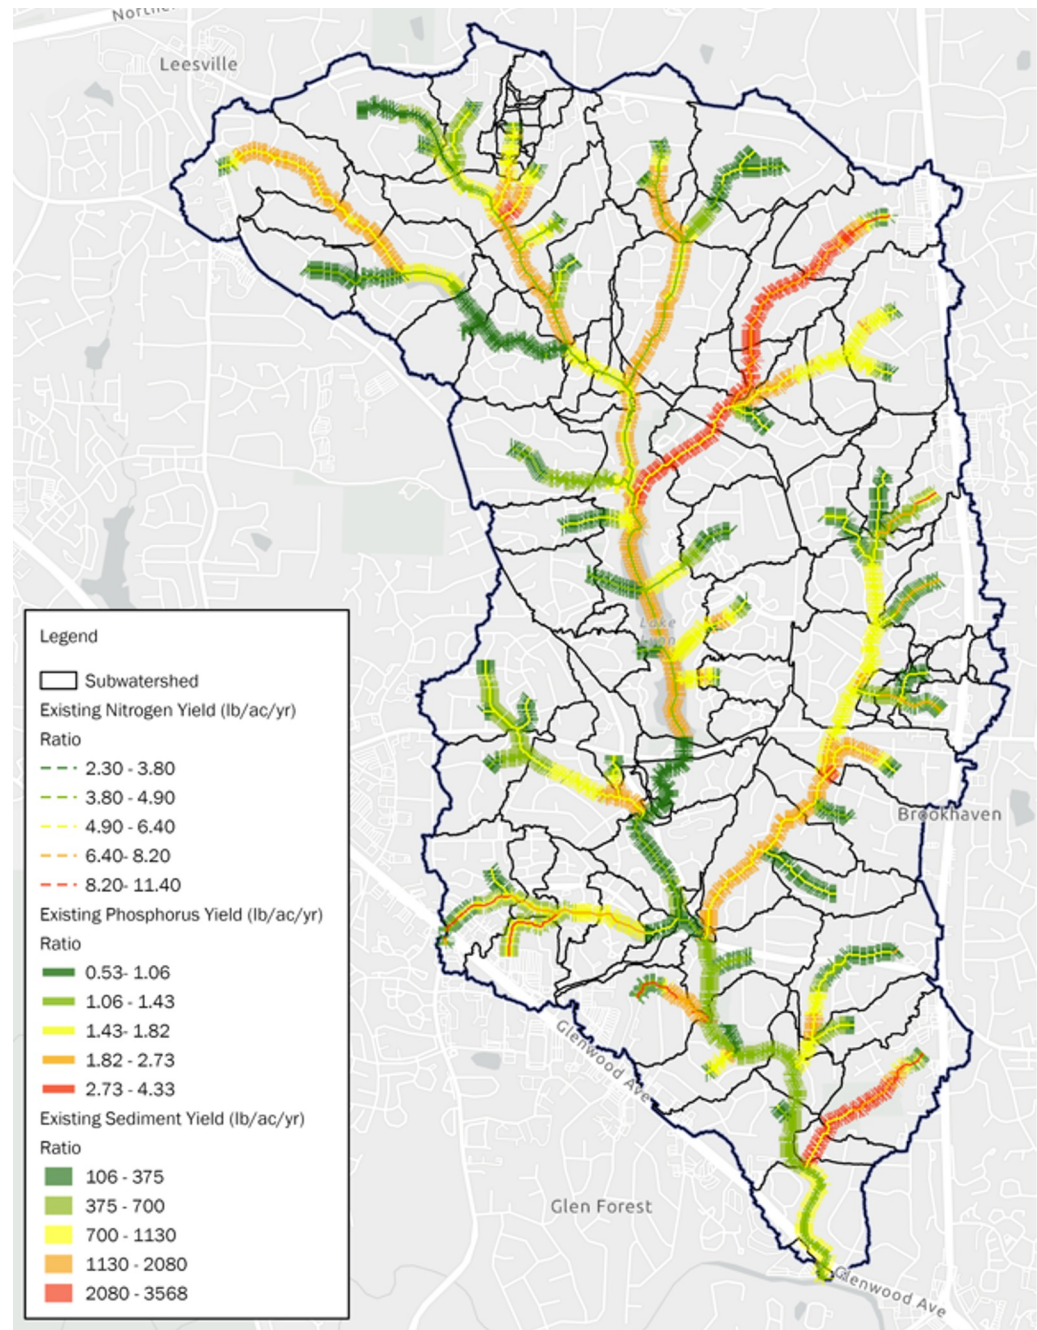 Leesville
Lake
Brookhaven
Glenwood Ave
Glen Forest
Glenwood Ave
Legend
Subwatershed
Existing Nitrogen Yield (lb/ac/yr)
Ratio
2.30 - 3.80
3.80 - 4.90
4.90 - 6.40
6.40- 8.20
8.20- 11.40
Existing Phosphorus Yield (lb/ac/yr)
Ratio
0.53- 1.06
1.06 - 1.43
1.43- 1.82
1.82 - 2.73
2.73 - 4.33
Existing Sediment Yield (lb/ac/yr)
Ratio
106 - 375
375 - 700
700 - 1130
1130 - 2080
2080 - 3568